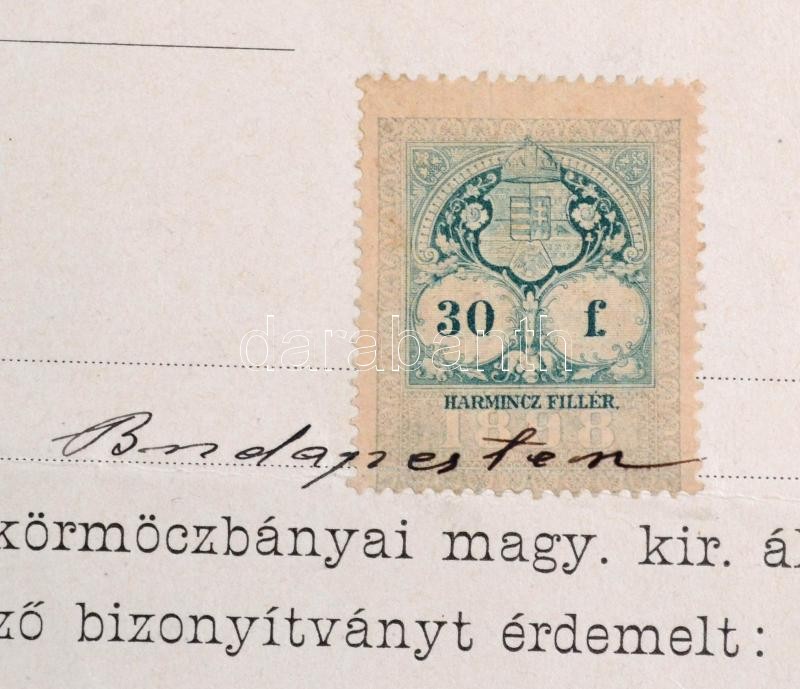 30 f.
darabanth
HARMINCZ FILLÉR.
1898
Budapesten
körmöczbányai magy. kir. ál
ző bizonyítványt érdemelt: